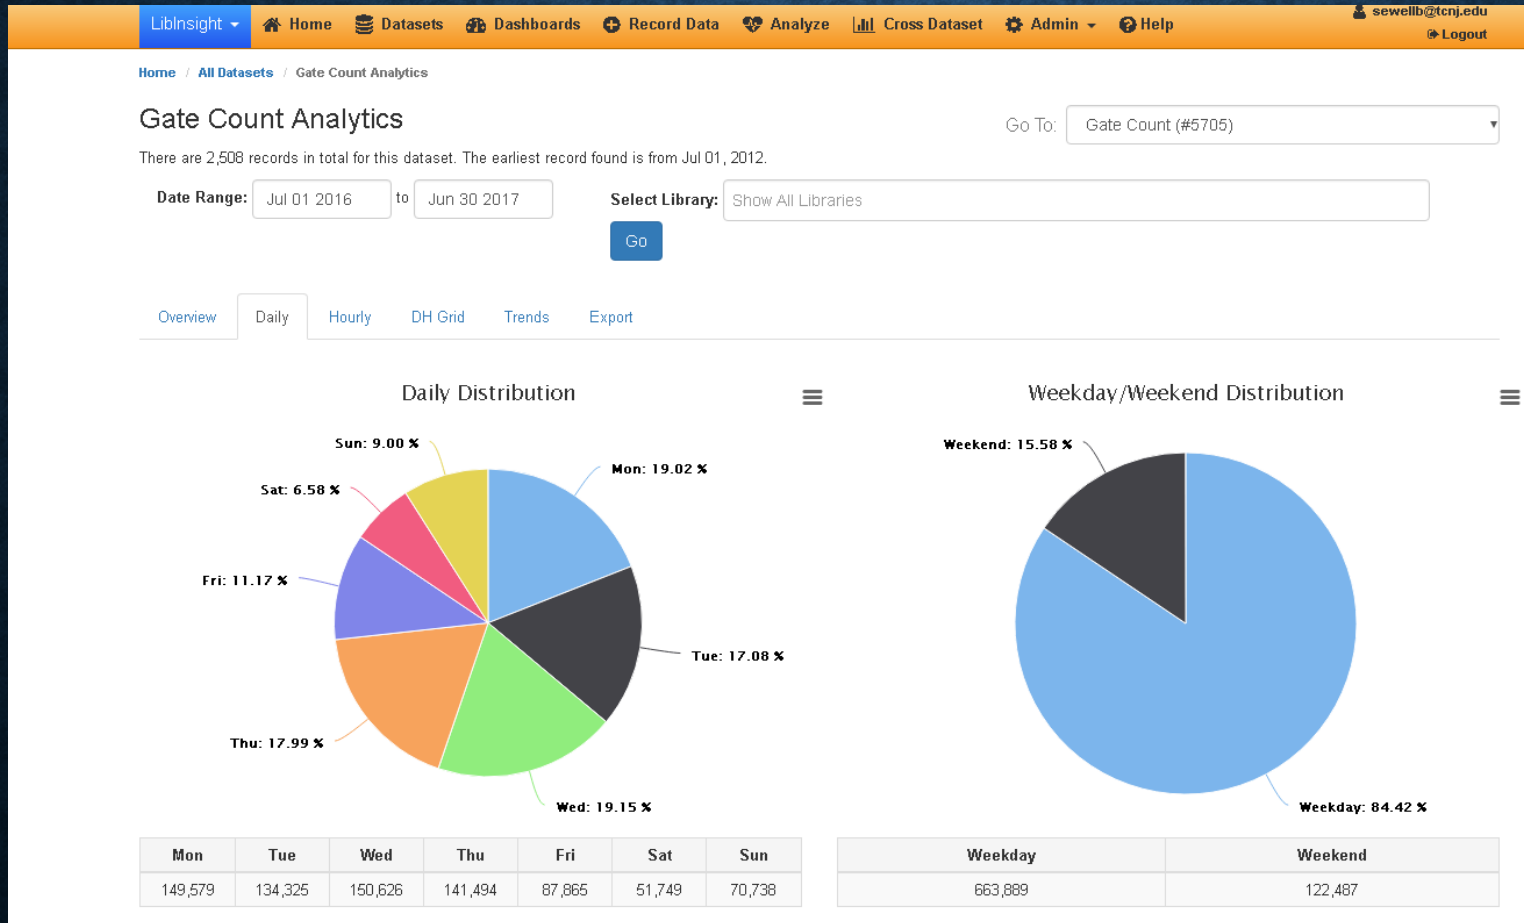 LibInsight Home Datasets Dashboards Record Data Analyze Cross Dataset Admin Help
sewellb@tcnj.edu
Logout
Home / All Datasets / Gate Count Analytics
Gate Count Analytics
Go To: Gate Count (#5705)
There are 2,508 records in total for this dataset. The earliest record found is from Jul 01, 2012.
Date Range: Jul 01 2016 to Jun 30 2017
Select Library: Show All Libraries
Go
Overview Daily Hourly DH Grid Trends Export
Daily Distribution
Sun: 9.00 %
Mon: 19.02 %
Sat: 6.58 %
Fri: 11.17 %
Tue: 17.08 %
Thu: 17.99 %
Wed: 19.15 %
Mon Tue Wed Thu Fri Sat Sun
149,579 134,325 150,626 141,494 87,865 51,749 70,738
Weekday/Weekend Distribution
Weekend: 15.58 %
Weekday: 84.42 %
Weekday Weekend
663,889 122,487